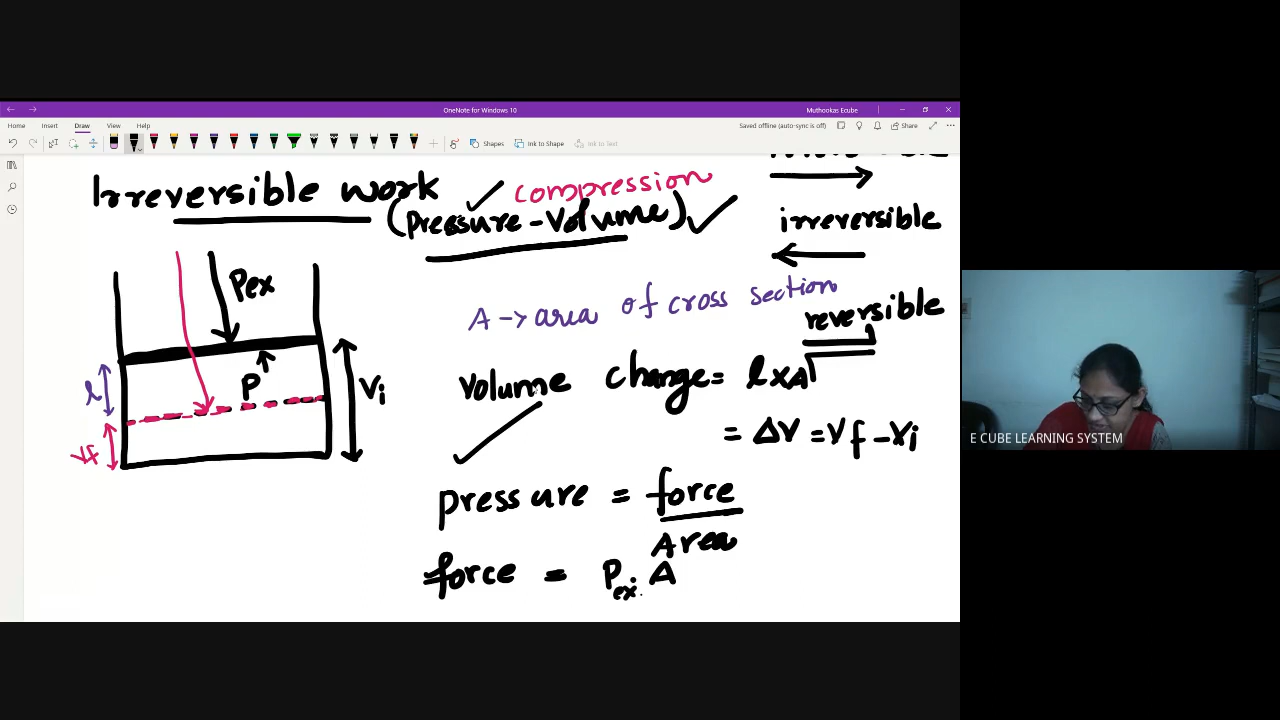 OneNote for Windows 10
Muthookas Ecube
Home Insert Draw View Help
Saved offline (auto-sync is off)
Share
Shapes
Ink to Shape
Ink to Text
Irreversible work
compression
(Pressure-Volume)
irreversible
Pex
A → area of cross section
reversible
P
l
Vi
Volume change = l x A
= ΔV = Vf - Vi
Vf
pressure = force
Area
force = Pex. A
E CUBE LEARNING SYSTEM